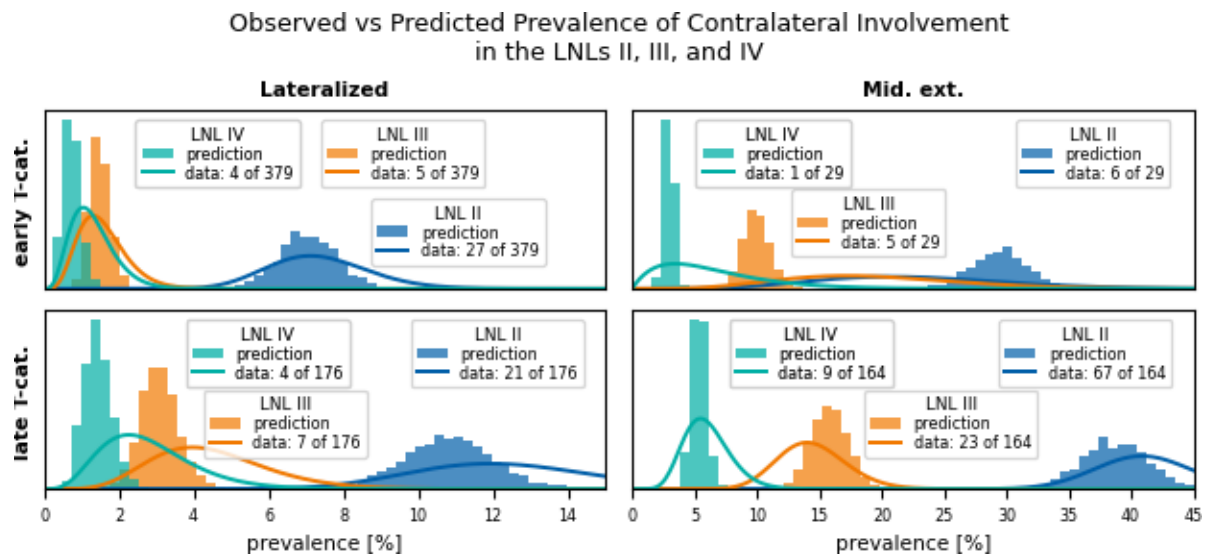 Observed vs Predicted Prevalence of Contralateral Involvement
in the LNLs II, III, and IV
Lateralized
Mid. ext.
early T-cat.
LNL IV
prediction
data: 4 of 379
LNL III
prediction
data: 5 of 379
LNL II
prediction
data: 27 of 379
LNL IV
prediction
data: 1 of 29
LNL III
prediction
data: 5 of 29
LNL II
prediction
data: 6 of 29
late T-cat.
LNL IV
prediction
data: 4 of 176
LNL III
prediction
data: 7 of 176
LNL II
prediction
data: 21 of 176
0 2 4 6 8 10 12 14
prevalence [%]
LNL IV
prediction
data: 9 of 164
LNL III
prediction
data: 23 of 164
LNL II
prediction
data: 67 of 164
0 5 10 15 20 25 30 35 40 45
prevalence [%]